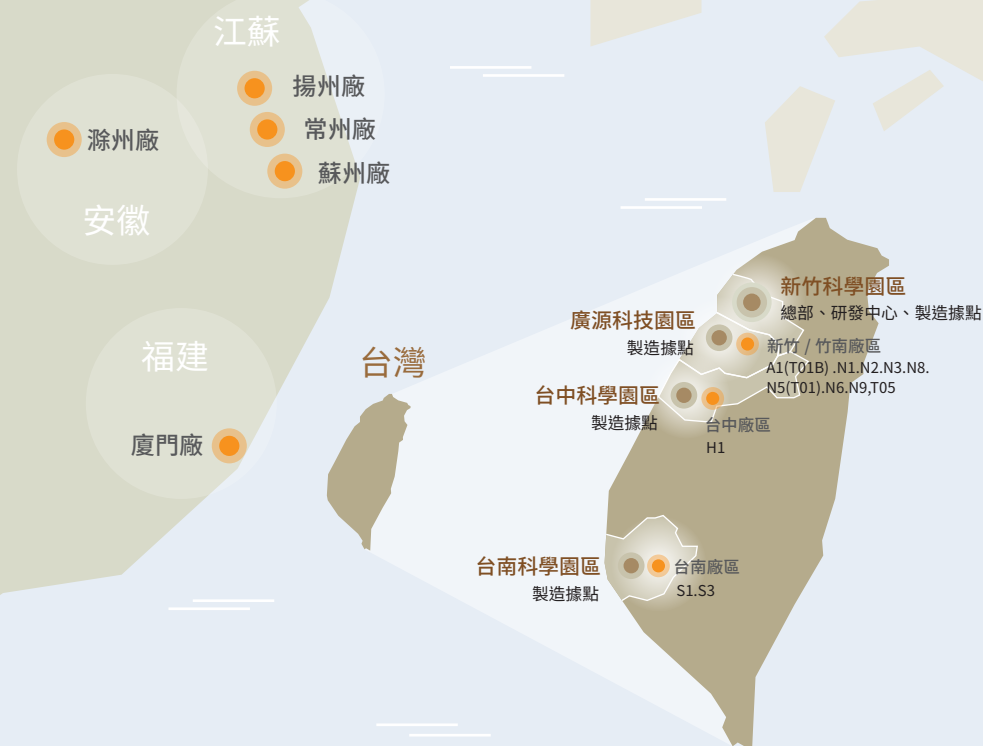 江蘇
揚州廠
常州廠
蘇州廠
滁州廠
安徽
福建
廈門廠
台灣
新竹科學園區
總部、研發中心、製造據點
廣源科技園區
製造據點
新竹 / 竹南廠區
A1(T01B) .N1.N2.N3.N8.
N5(T01).N6.N9,T05
台中科學園區
製造據點
台中廠區
H1
台南科學園區
製造據點
台南廠區
S1.S3